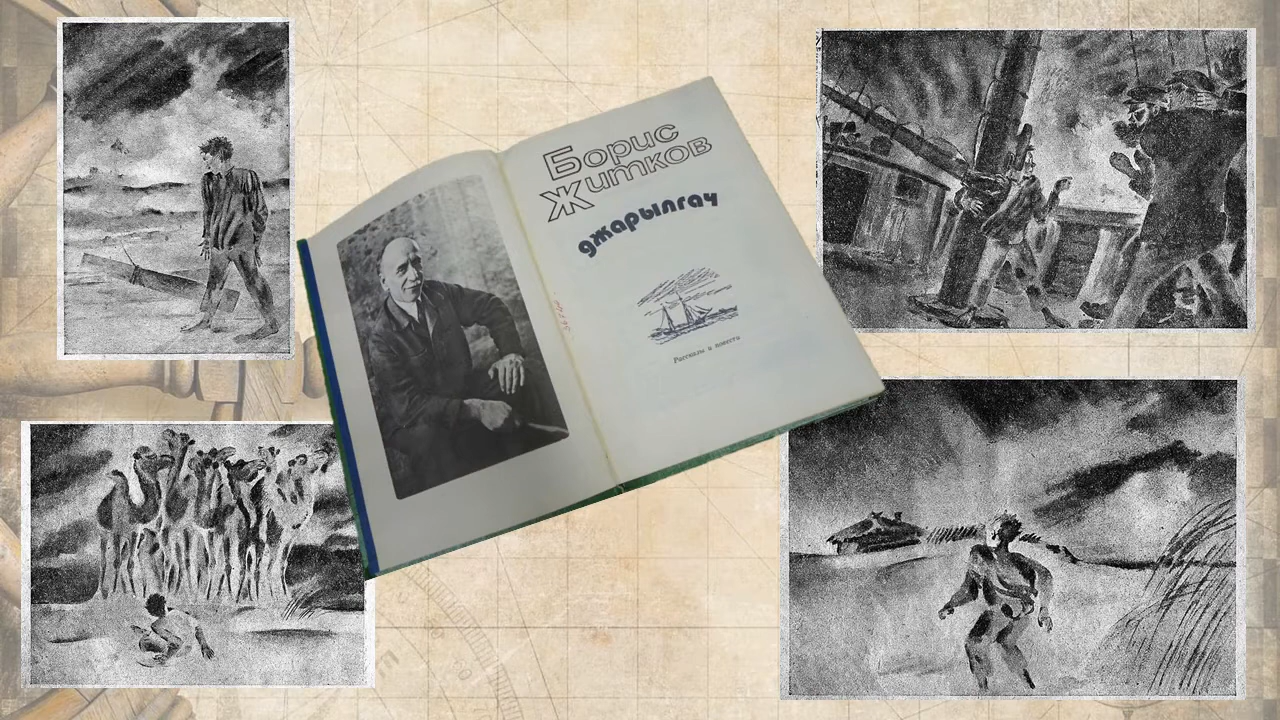 Борис
Житков
джарылгач
Рассказы и повести